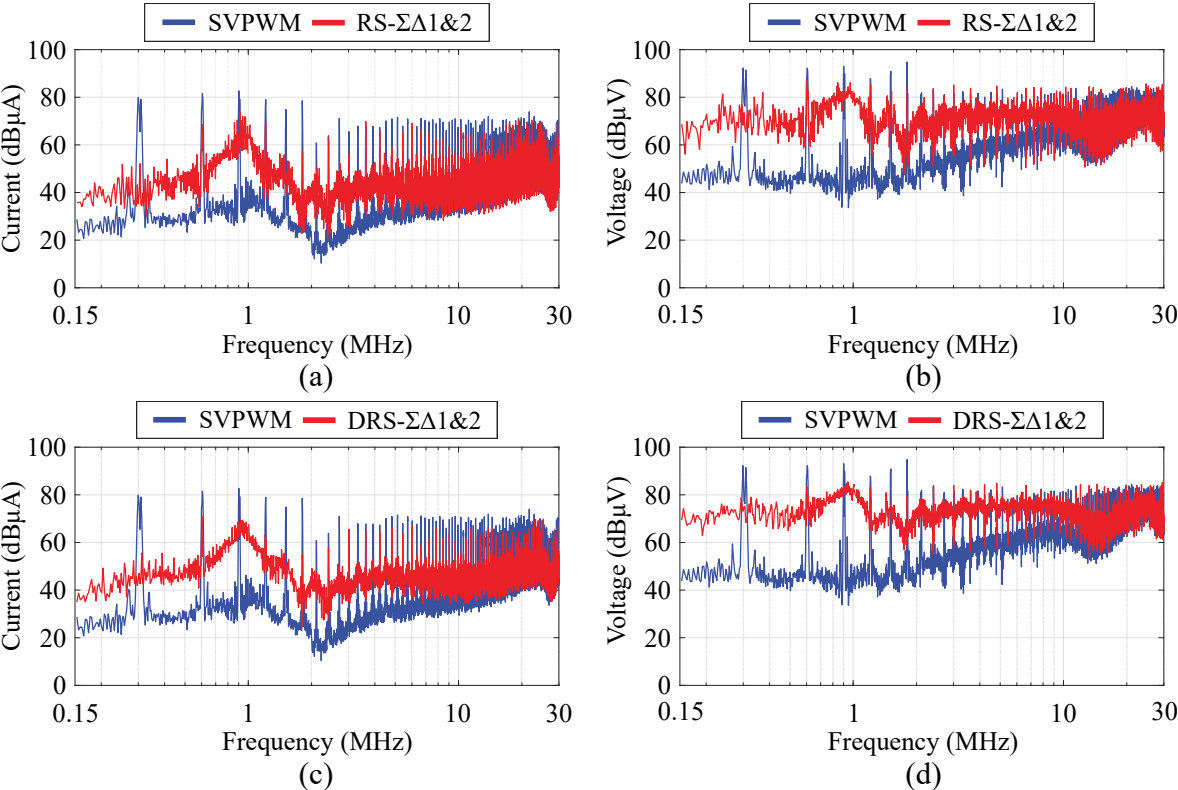 SVPWM RS-ΣΔ1&2
100
80
60
40
20
0
Current (dBμA)
0.15 1 10 30
Frequency (MHz)
(a)
SVPWM RS-ΣΔ1&2
100
80
60
40
20
0
Voltage (dBμV)
0.15 1 10 30
Frequency (MHz)
(b)
SVPWM DRS-ΣΔ1&2
100
80
60
40
20
0
Current (dBμA)
0.15 1 10 30
Frequency (MHz)
(c)
SVPWM DRS-ΣΔ1&2
100
80
60
40
20
0
Voltage (dBμV)
0.15 1 10 30
Frequency (MHz)
(d)